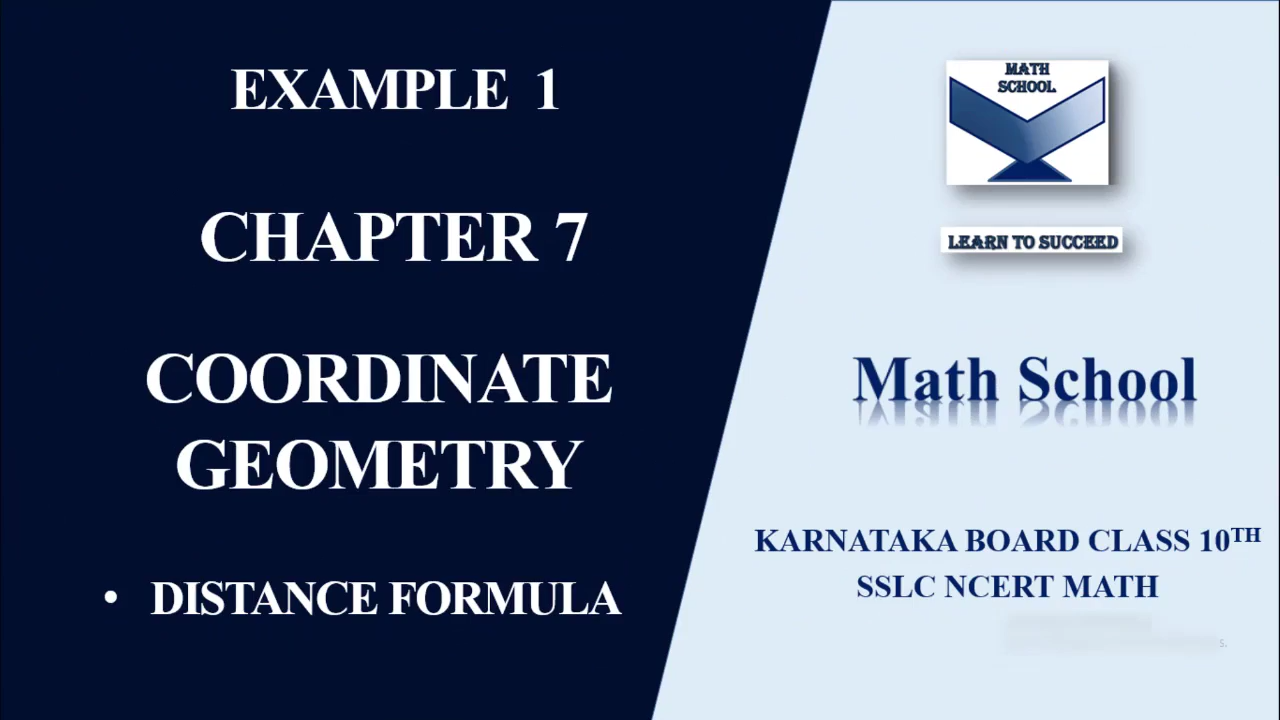 EXAMPLE 1
CHAPTER 7
COORDINATE
GEOMETRY
• DISTANCE FORMULA
MATH
SCHOOL
LEARN TO SUCCEED
Math School
KARNATAKA BOARD CLASS 10TH
SSLC NCERT MATH